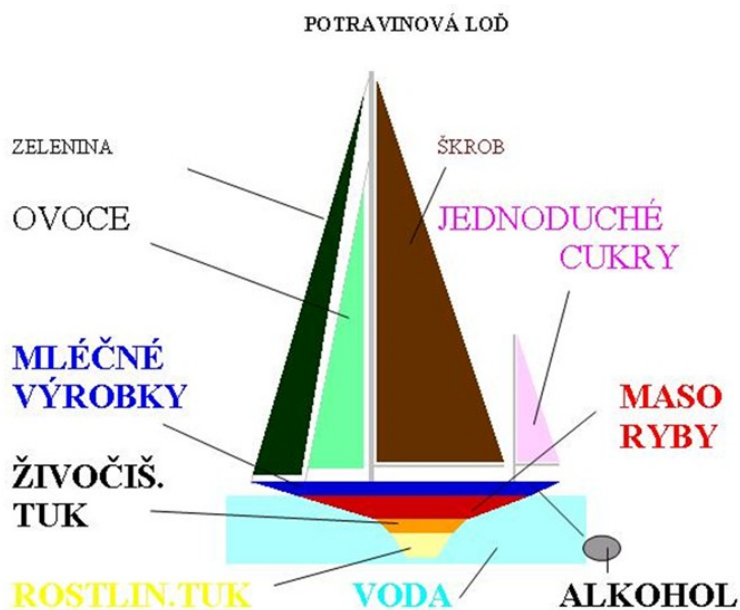 POTRAVINOVÁ LOĎ
ZELENINA
ŠKROB
OVOCE
JEDNODUCHÉ
CUKRY
MLÉČNÉ
VÝROBKY
MASO
RYBY
ŽIVOČIŠ.
TUK
ROSTLIN.TUK
VODA
ALKOHOL